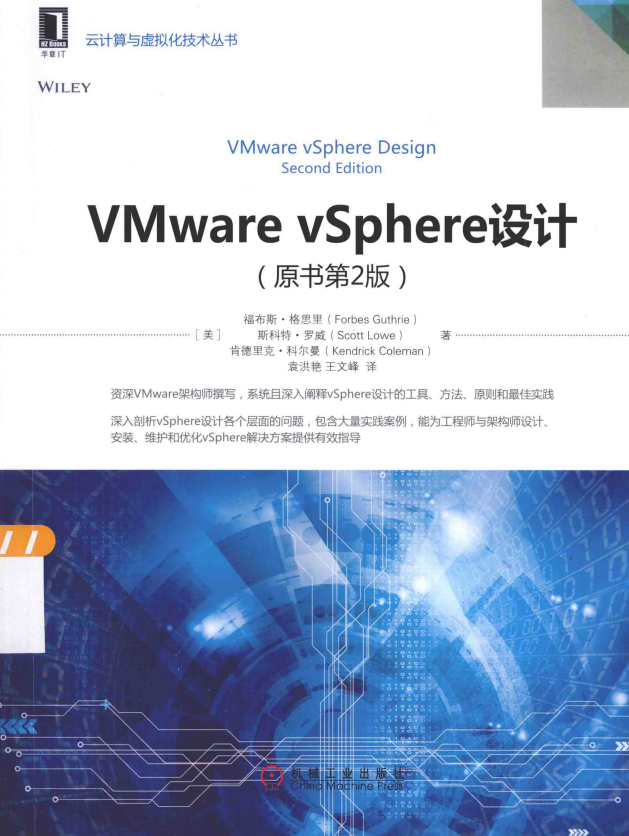 HZ BOOKS
华章IT
云计算与虚拟化技术丛书
WILEY
VMware vSphere Design
Second Edition
VMware vSphere设计
（原书第2版）
福布斯·格思里（Forbes Guthrie）
［美］ 斯科特·罗威（Scott Lowe） 著
肯德里克·科尔曼（Kendrick Coleman）
袁洪艳 王文峰 译
资深VMware架构师撰写，系统且深入阐释vSphere设计的工具、方法、原则和最佳实践
深入剖析vSphere设计各个层面的问题，包含大量实践案例，能为工程师与架构师设计、
安装、维护和优化vSphere解决方案提供有效指导
机械工业出版社
China Machine Press